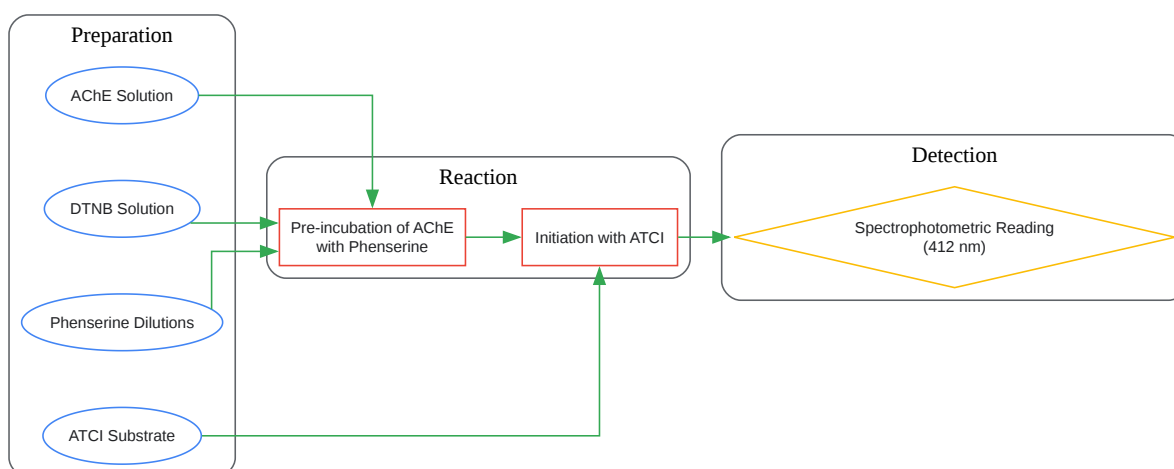 Preparation
AChE Solution
DTNB Solution
Phenserine Dilutions
ATCI Substrate
Reaction
Pre-incubation of AChE
with Phenserine
Initiation with ATCI
Detection
Spectrophotometric Reading
(412 nm)